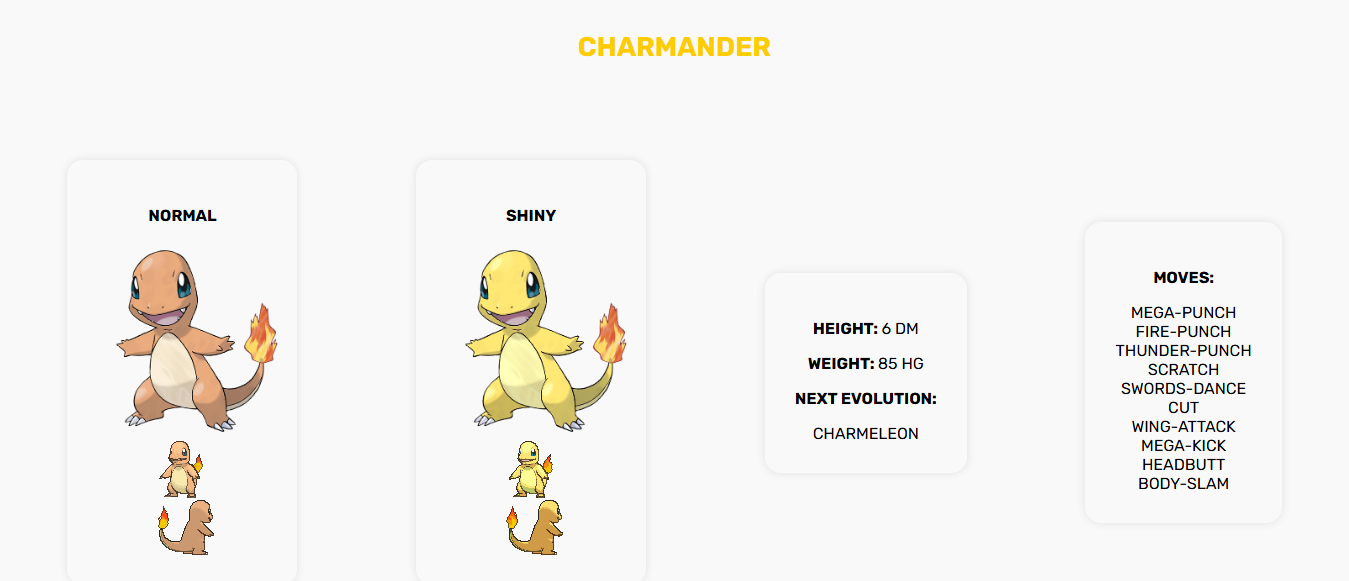 CHARMANDER
NORMAL
SHINY
HEIGHT: 6 DM
WEIGHT: 85 HG
NEXT EVOLUTION:
CHARMELEON
MOVES:
MEGA-PUNCH
FIRE-PUNCH
THUNDER-PUNCH
SCRATCH
SWORDS-DANCE
CUT
WING-ATTACK
MEGA-KICK
HEADBUTT
BODY-SLAM